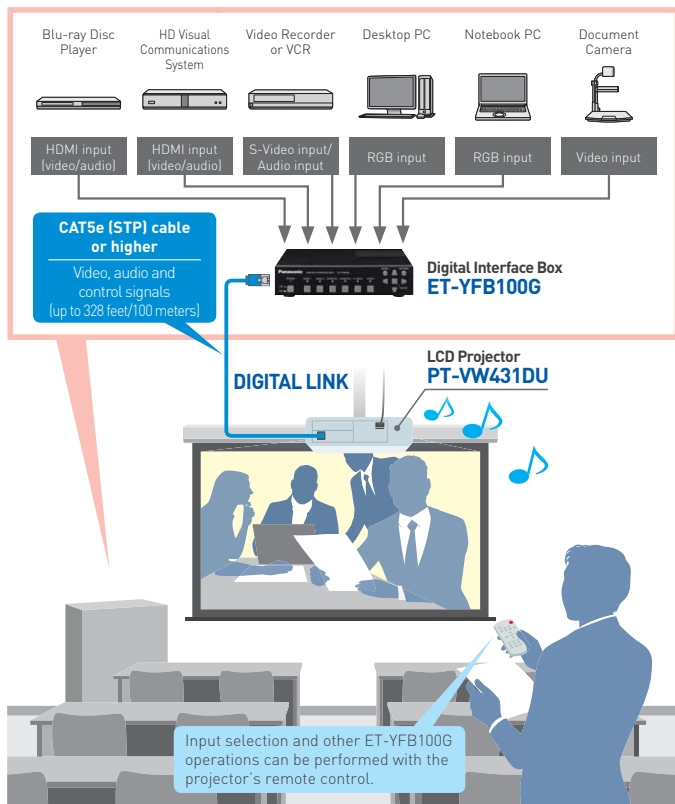 Blu-ray Disc
Player
HD Visual
Communications
System
Video Recorder
or VCR
Desktop PC
Notebook PC
Document
Camera
HDMI input
(video/audio)
HDMI input
(video/audio)
S-Video input/
Audio input
RGB input
RGB input
Video input
CAT5e (STP) cable
or higher
Video, audio and
control signals
(up to 328 feet/100 meters)
Panasonic
Digital Interface Box
ET-YFB100G
DIGITAL LINK
LCD Projector
PT-VW431DU
Input selection and other ET-YFB100G
operations can be performed with the
projector's remote control.